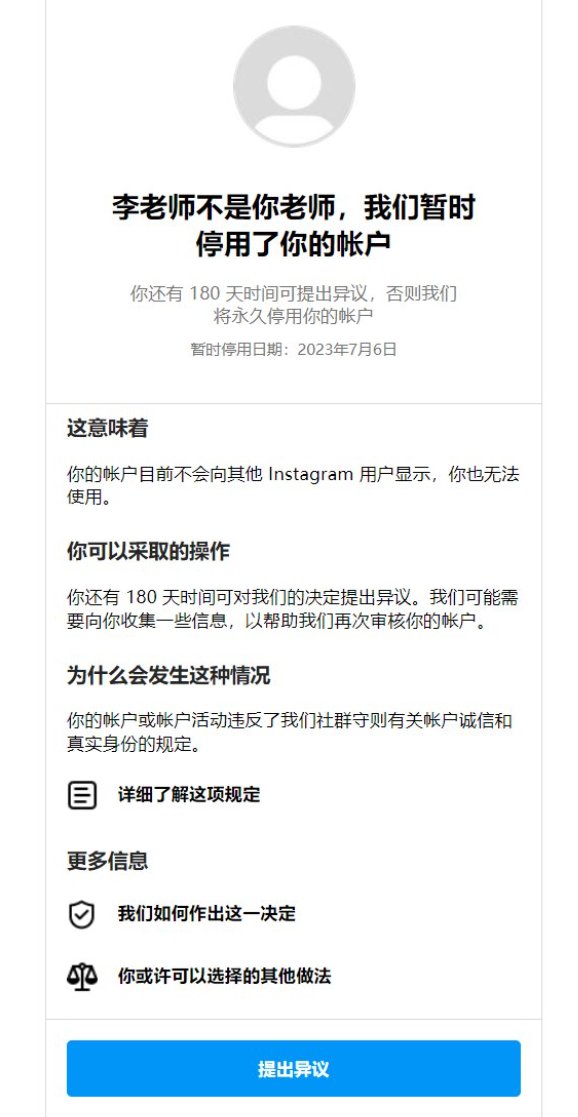 李老师不是你老师，我们暂时
停用了你的帐户
你还有 180 天时间可提出异议，否则我们
将永久停用你的帐户
暂时停用日期：2023年7月6日
这意味着
你的帐户目前不会向其他 Instagram 用户显示，你也无法
使用。
你可以采取的操作
你还有 180 天时间可对我们的决定提出异议。我们可能需
要向你收集一些信息，以帮助我们再次审核你的帐户。
为什么会发生这种情况
你的帐户或帐户活动违反了我们社群守则有关帐户诚信和
真实身份的规定。
详细了解这项规定
更多信息
我们如何作出这一决定
你或许可以选择的其他做法
提出异议